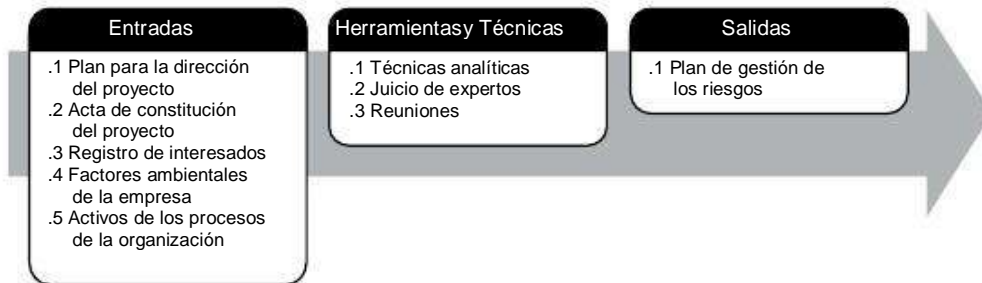 Entradas
.1 Plan para la dirección
del proyecto
.2 Acta de constitución
del proyecto
.3 Registro de interesados
.4 Factores ambientales
de la empresa
.5 Activos de los procesos
de la organización
Herramientasy Técnicas
.1 Técnicas analíticas
.2 Juicio de expertos
.3 Reuniones
Salidas
.1 Plan de gestión de
los riesgos